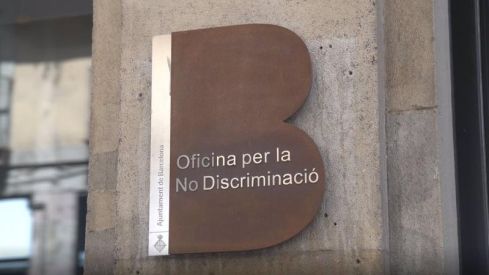 Ajuntament de Barcelona
Oficina per la
No Discriminació